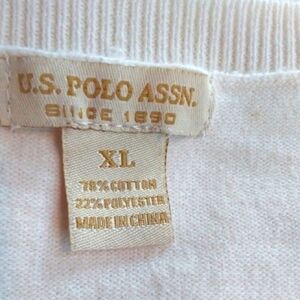 U.S. POLO ASSN.
SINCE 1890
XL
78% COTTON
22% POLYESTER
MADE IN CHINA